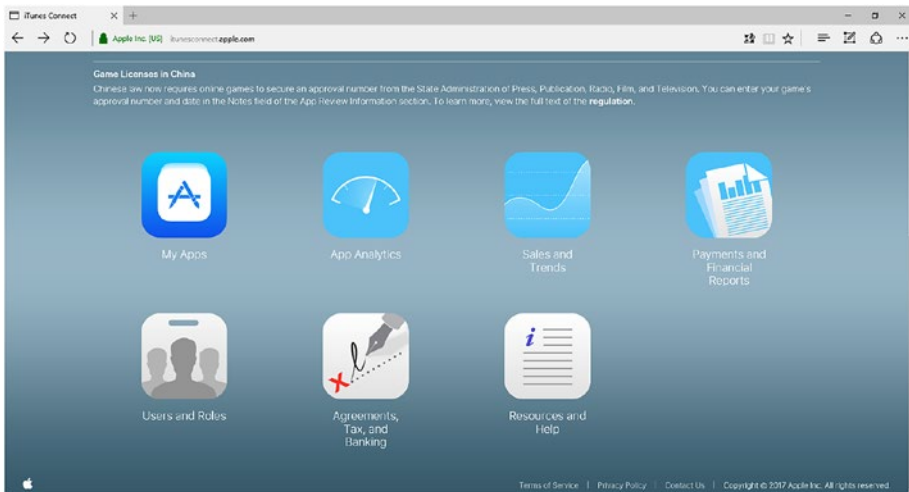 iTunes Connect
Apple Inc. [US] itunesconnect.apple.com
Game Licenses in China
Chinese law now requires online games to secure an approval number from the State Administration of Press, Publication, Radio, Film, and Television. You can enter your game's
approval number and date in the Notes field of the App Review Information section. To learn more, view the full text of the regulation.
My Apps
App Analytics
Sales and
Trends
Payments and
Financial
Reports
Users and Roles
Agreements,
Tax, and
Banking
Resources and
Help
Terms of Service | Privacy Policy | Contact Us | Copyright © 2017 Apple Inc. All rights reserved.